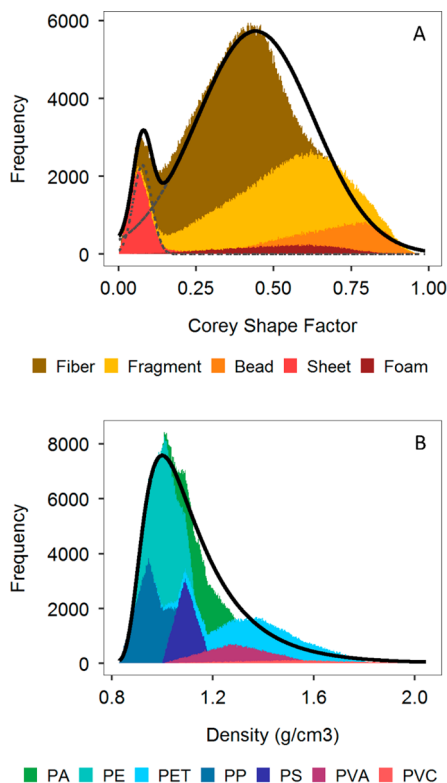 A
6000
4000
2000
0
Frequency
0.00 0.25 0.50 0.75 1.00
Corey Shape Factor
Fiber Fragment Bead Sheet Foam
B
8000
6000
4000
2000
0
Frequency
0.8 1.2 1.6 2.0
Density (g/cm3)
PA PE PET PP PS PVA PVC